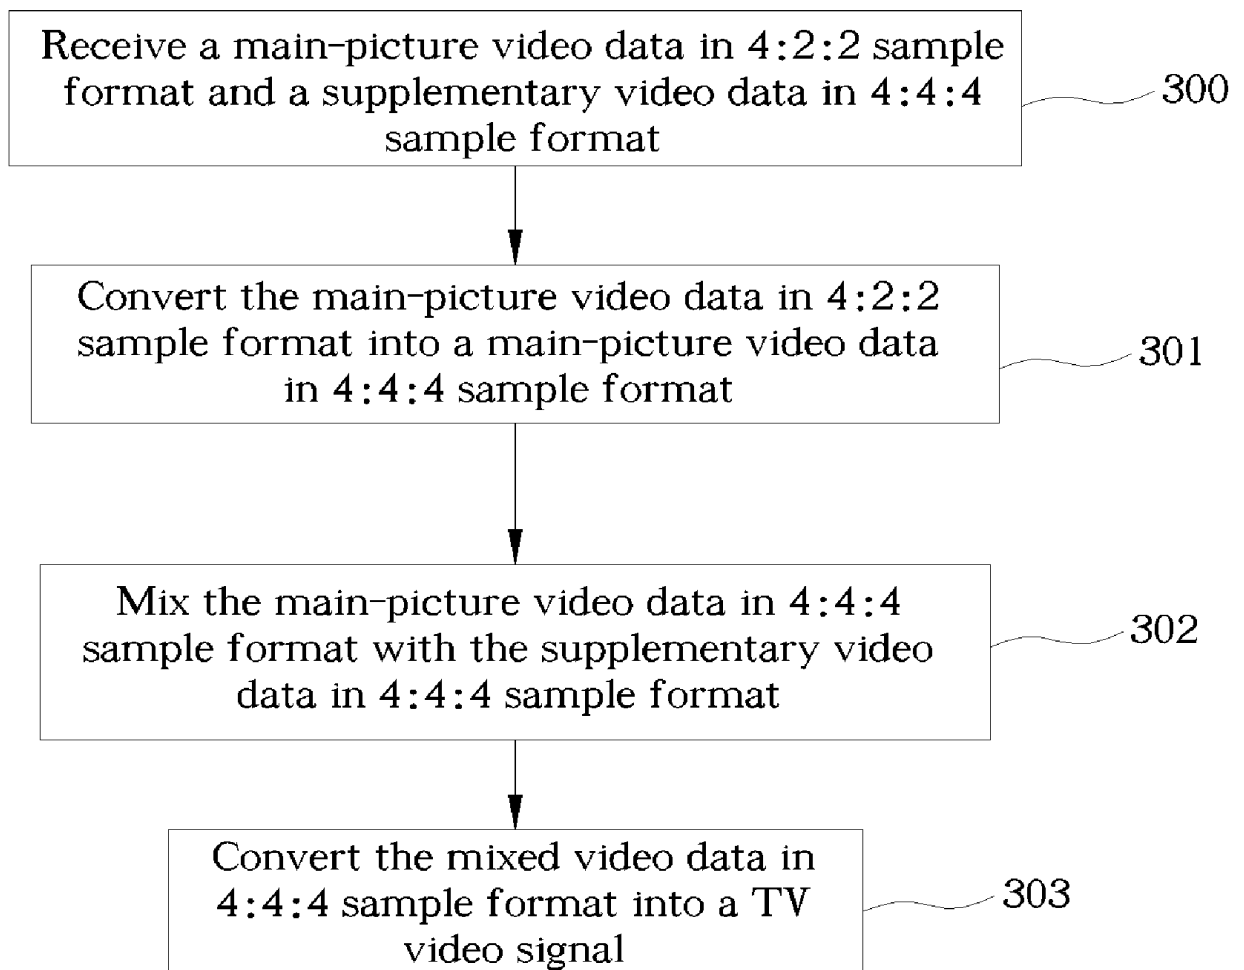 Receive a main-picture video data in 4:2:2 sample
format and a supplementary video data in 4:4:4
sample format
300
Convert the main-picture video data in 4:2:2
sample format into a main-picture video data
in 4:4:4 sample format
301
Mix the main-picture video data in 4:4:4
sample format with the supplementary video
data in 4:4:4 sample format
302
Convert the mixed video data in
4:4:4 sample format into a TV
video signal
303